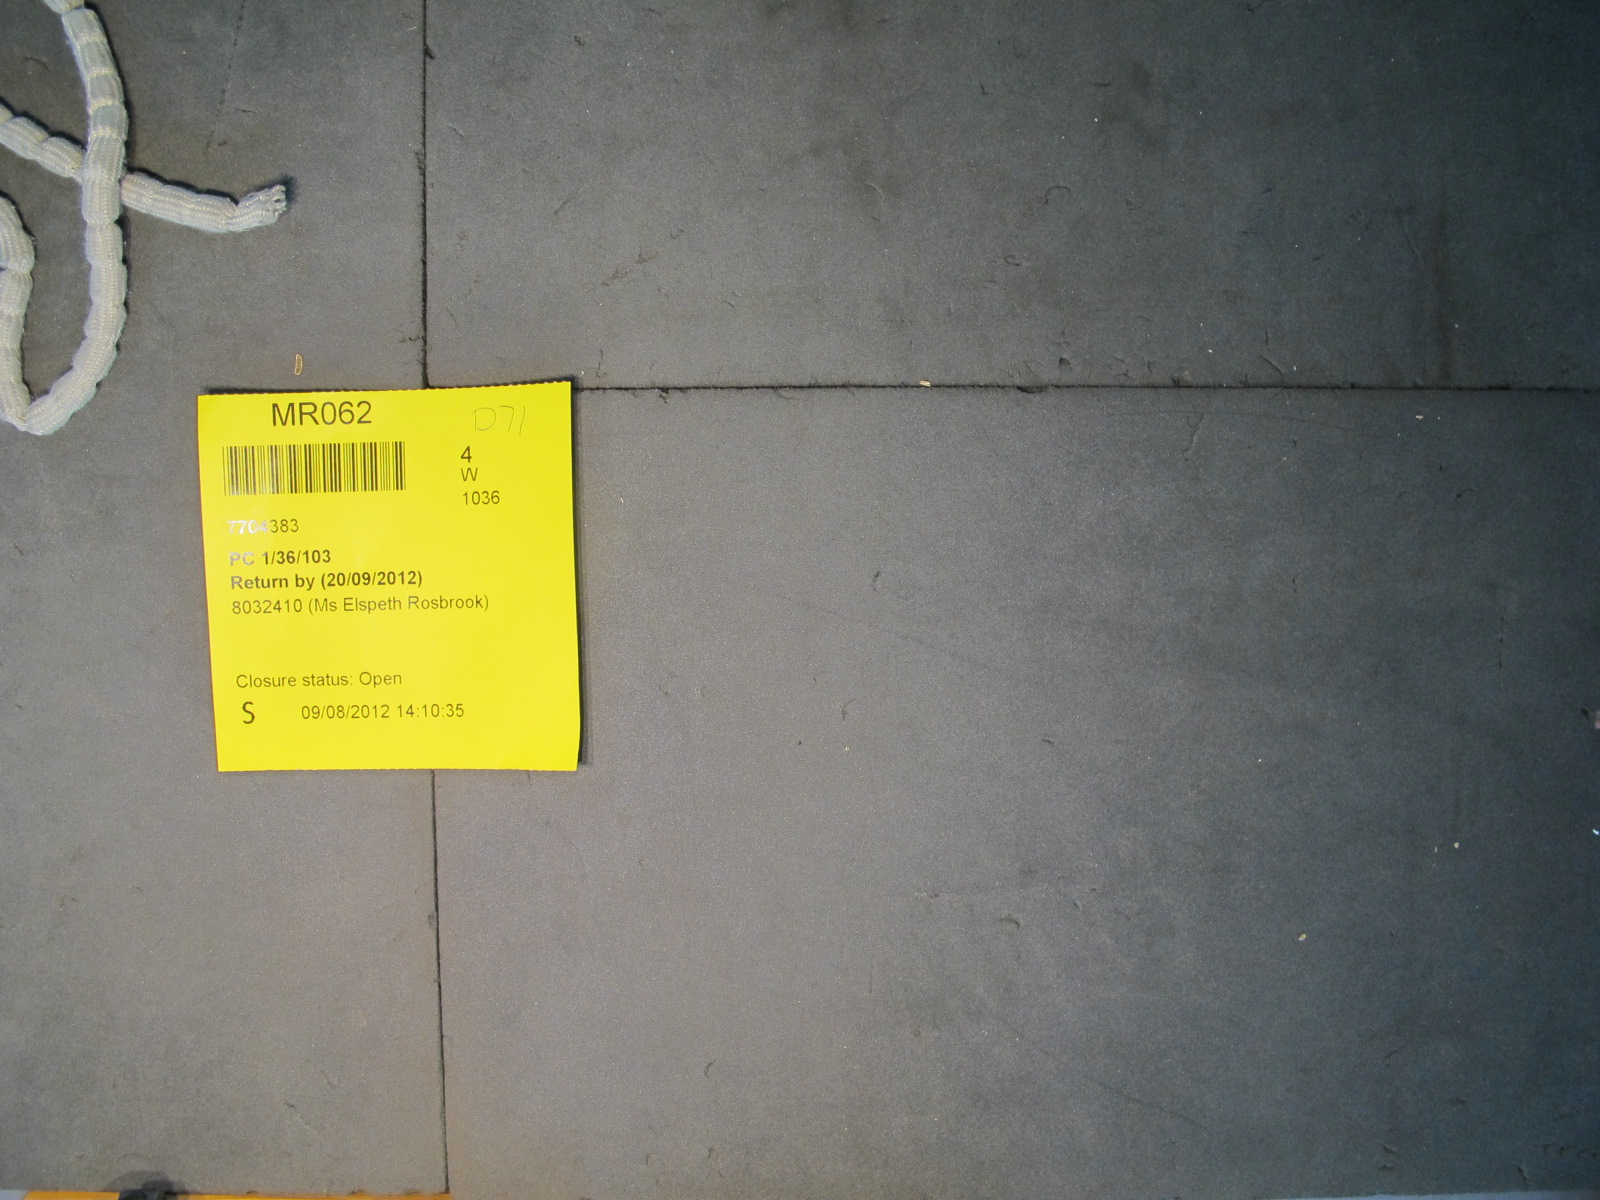 MR062
D71
4
W
1036
7704383
PC 1/36/103
Return by (20/09/2012)
8032410 (Ms Elspeth Rosbrook)
Closure status: Open
S 09/08/2012 14:10:35